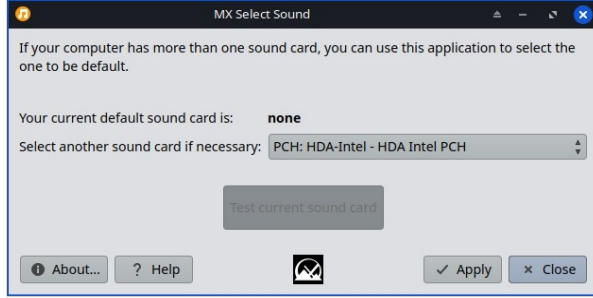 MX Select Sound
If your computer has more than one sound card, you can use this application to select the
one to be default.
Your current default sound card is: none
Select another sound card if necessary: PCH: HDA-Intel - HDA Intel PCH
Test current sound card
About... ? Help Apply Close